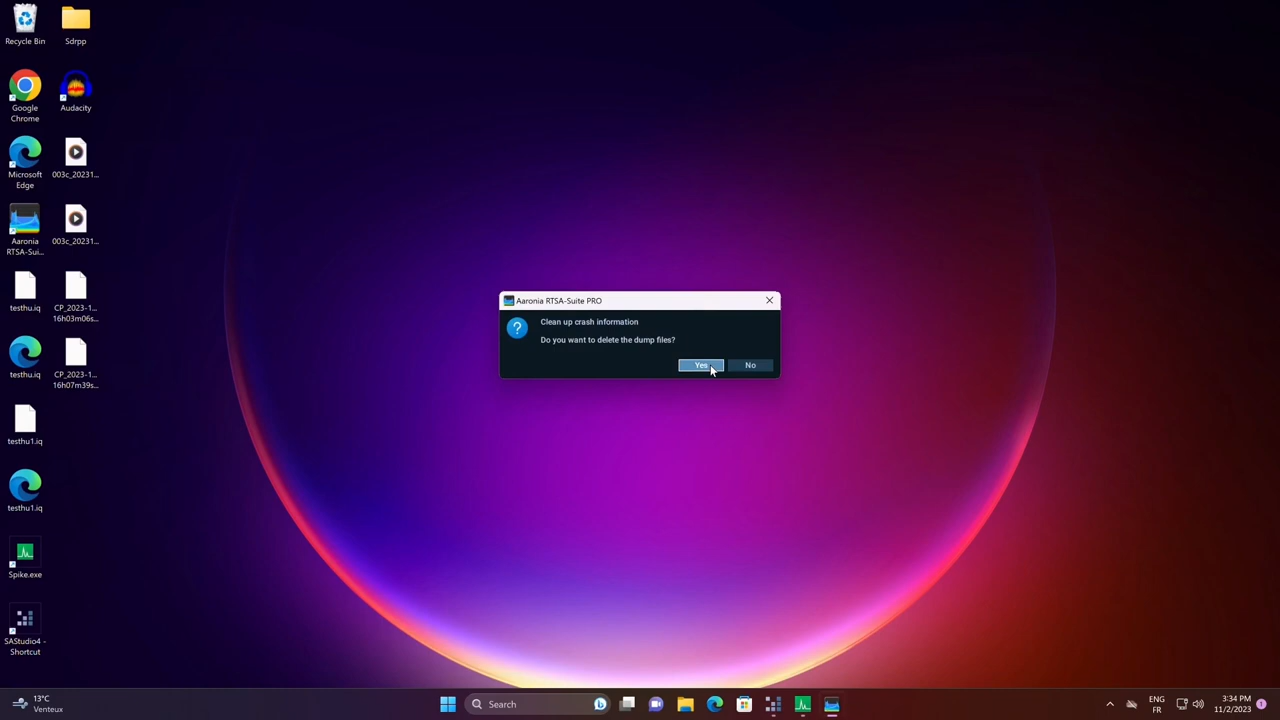 Recycle Bin
Sdrpp
Google
Chrome
Audacity
Microsoft
Edge
003c_20231...
Aaronia
RTSA-Sui...
003c_20231...
testhu.iq
CP_2023-1...
16h03m06s...
testhu.iq
CP_2023-1...
16h07m39s...
testhu1.iq
testhu1.iq
Spike.exe
SAStudio4 -
Shortcut
Aaronia RTSA-Suite PRO
Clean up crash information
Do you want to delete the dump files?
Yes
No
13°C
Venteux
Search
ENG
FR
3:34 PM
11/2/2023
1